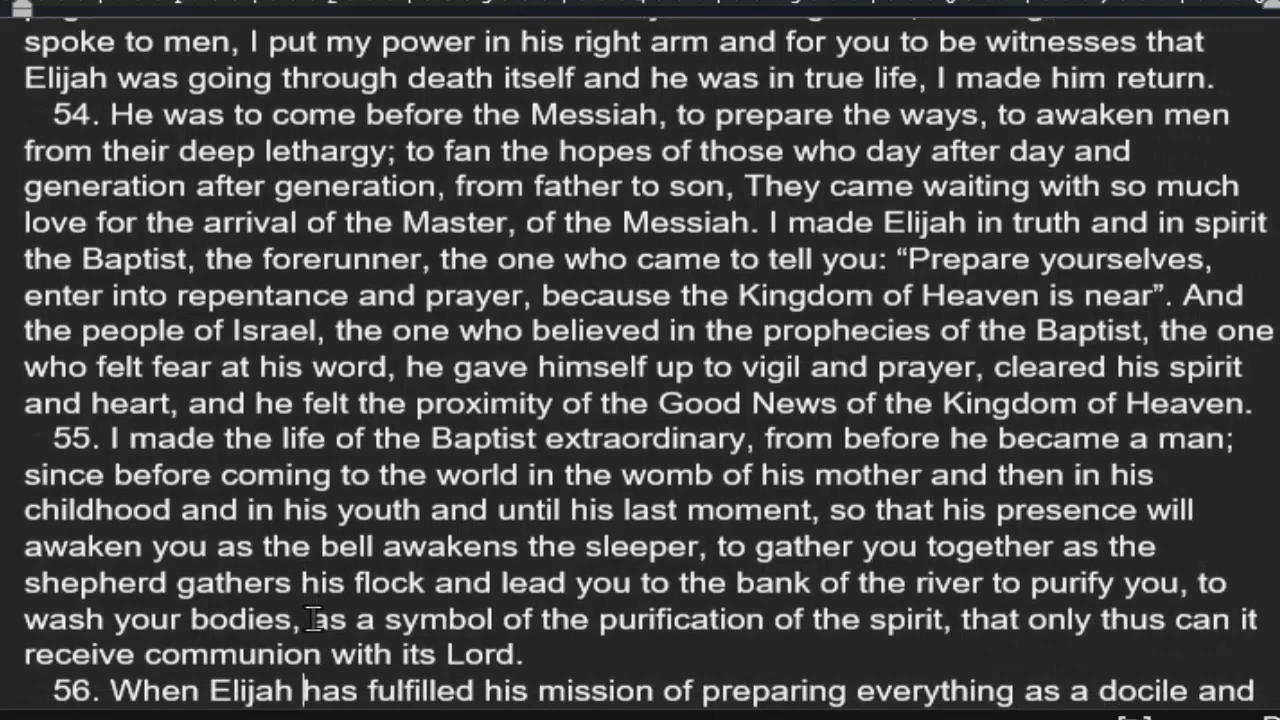 spoke to men, I put my power in his right arm and for you to be witnesses that
Elijah was going through death itself and he was in true life, I made him return.
54. He was to come before the Messiah, to prepare the ways, to awaken men
from their deep lethargy; to fan the hopes of those who day after day and
generation after generation, from father to son, They came waiting with so much
love for the arrival of the Master, of the Messiah. I made Elijah in truth and in spirit
the Baptist, the forerunner, the one who came to tell you: “Prepare yourselves,
enter into repentance and prayer, because the Kingdom of Heaven is near”. And
the people of Israel, the one who believed in the prophecies of the Baptist, the one
who felt fear at his word, he gave himself up to vigil and prayer, cleared his spirit
and heart, and he felt the proximity of the Good News of the Kingdom of Heaven.
55. I made the life of the Baptist extraordinary, from before he became a man;
since before coming to the world in the womb of his mother and then in his
childhood and in his youth and until his last moment, so that his presence will
awaken you as the bell awakens the sleeper, to gather you together as the
shepherd gathers his flock and lead you to the bank of the river to purify you, to
wash your bodies, as a symbol of the purification of the spirit, that only thus can it
receive communion with its Lord.
56. When Elijah has fulfilled his mission of preparing everything as a docile and